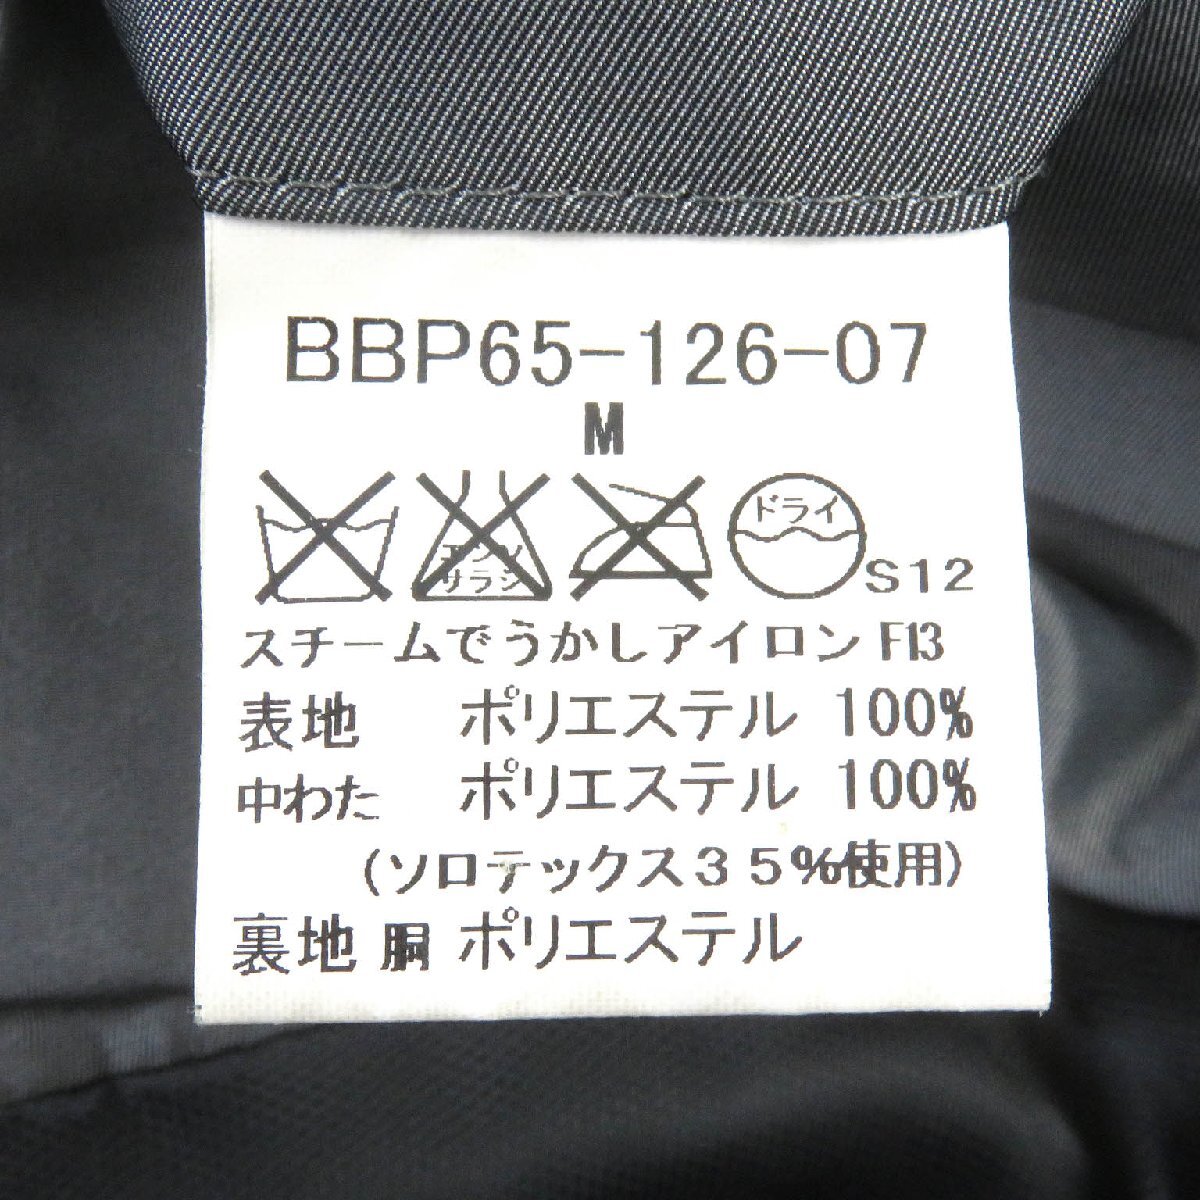 BBP65-126-07
M
エンソ
サラシ
ドライ
S12
スチームでうかしアイロン F13
表地 ポリエステル 100%
中わた ポリエステル 100%
(ソロテックス35%使用)
裏地 胴 ポリエステル